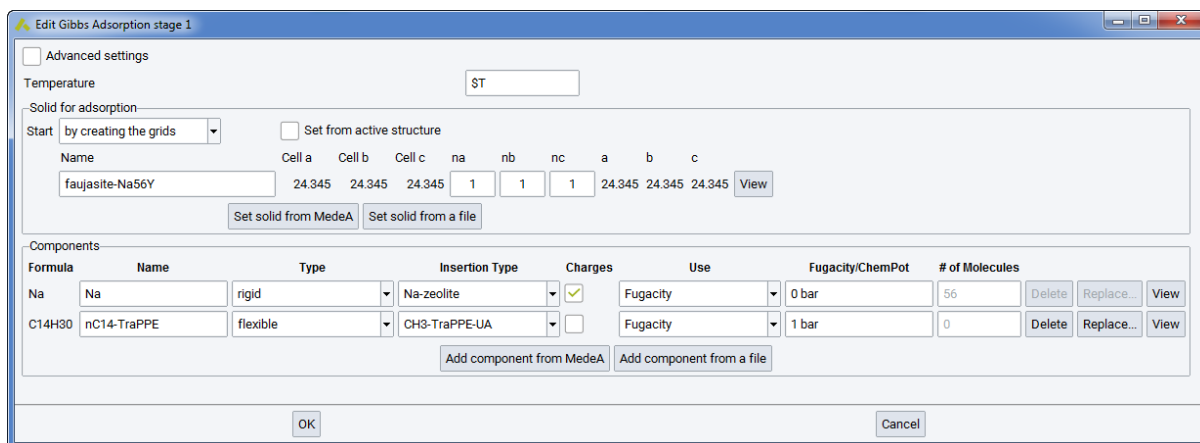 Edit Gibbs Adsorption stage 1
Advanced settings
Temperature $T
Solid for adsorption
Start by creating the grids Set from active structure
Name Cell a Cell b Cell c na nb nc a b c
faujasite-Na56Y 24.345 24.345 24.345 1 1 1 24.345 24.345 24.345 View
Set solid from MedeA Set solid from a file
Components
Formula Name Type Insertion Type Charges Use Fugacity/ChemPot # of Molecules
Na Na rigid Na-zeolite Fugacity 0 bar 56 Delete Replace... View
C14H30 nC14-TraPPE flexible CH3-TraPPE-UA Fugacity 1 bar 0 Delete Replace... View
Add component from MedeA Add component from a file
OK Cancel